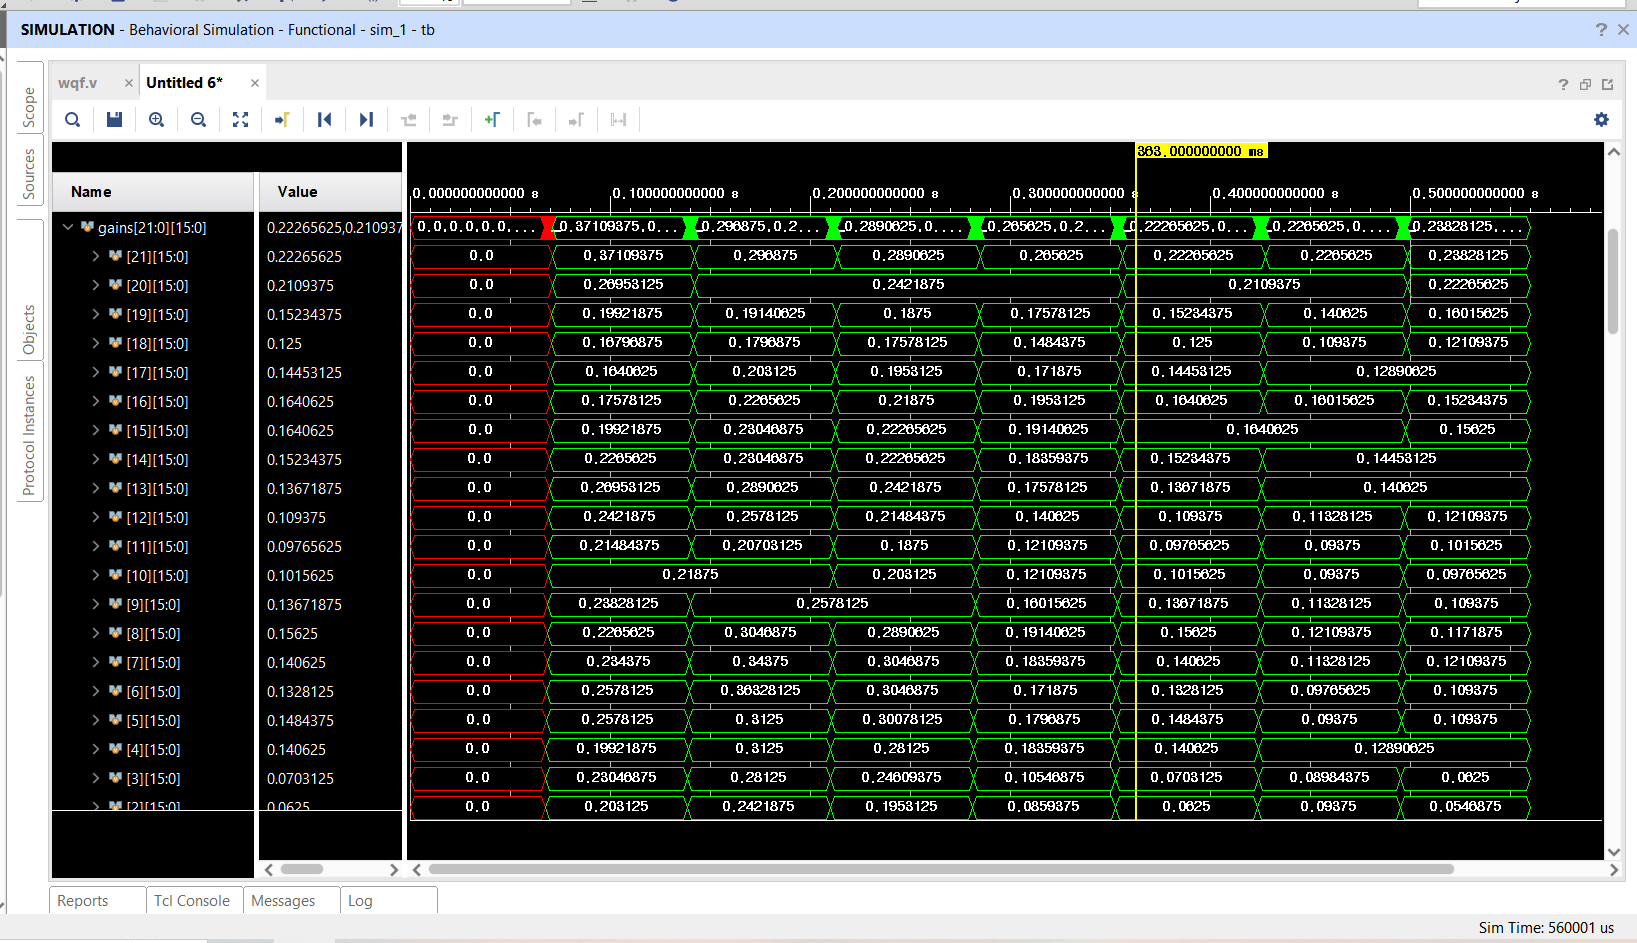 SIMULATION - Behavioral Simulation - Functional - sim_1 - tb
Scope
Sources
Objects
Protocol Instances
wqf.v
Untitled 6*
363.000000000 ms
Name Value 0.000000000000 s 0.100000000000 s 0.200000000000 s 0.300000000000 s 0.400000000000 s 0.500000000000 s
gains[21:0][15:0] 0.22265625,0.210937 0.0,0.0,0.0,... 0.37109375,0... 0.296875,0.2... 0.2890625,0.... 0.265625,0.2... 0.22265625,0... 0.2265625,0.... 0.23828125,...
[21][15:0] 0.22265625 0.0 0.37109375 0.296875 0.2890625 0.265625 0.22265625 0.2265625 0.23828125
[20][15:0] 0.2109375 0.0 0.26953125 0.2421875 0.2109375 0.22265625
[19][15:0] 0.15234375 0.0 0.19921875 0.19140625 0.1875 0.17578125 0.15234375 0.140625 0.16015625
[18][15:0] 0.125 0.0 0.16796875 0.1796875 0.17578125 0.1484375 0.125 0.109375 0.12109375
[17][15:0] 0.14453125 0.0 0.1640625 0.203125 0.1953125 0.171875 0.14453125 0.12890625
[16][15:0] 0.1640625 0.0 0.17578125 0.2265625 0.21875 0.1953125 0.1640625 0.16015625 0.15234375
[15][15:0] 0.1640625 0.0 0.19921875 0.23046875 0.22265625 0.19140625 0.1640625 0.15625
[14][15:0] 0.15234375 0.0 0.2265625 0.23046875 0.22265625 0.18359375 0.15234375 0.14453125
[13][15:0] 0.13671875 0.0 0.26953125 0.2890625 0.2421875 0.17578125 0.13671875 0.140625
[12][15:0] 0.109375 0.0 0.2421875 0.2578125 0.21484375 0.140625 0.109375 0.11328125 0.12109375
[11][15:0] 0.09765625 0.0 0.21484375 0.20703125 0.1875 0.12109375 0.09765625 0.09375 0.1015625
[10][15:0] 0.1015625 0.0 0.21875 0.203125 0.12109375 0.1015625 0.09375 0.09765625
[9][15:0] 0.13671875 0.0 0.23828125 0.2578125 0.16015625 0.13671875 0.11328125 0.109375
[8][15:0] 0.15625 0.0 0.2265625 0.3046875 0.2890625 0.19140625 0.15625 0.12109375 0.1171875
[7][15:0] 0.140625 0.0 0.234375 0.34375 0.3046875 0.18359375 0.140625 0.11328125 0.12109375
[6][15:0] 0.1328125 0.0 0.2578125 0.36328125 0.3046875 0.171875 0.1328125 0.09765625 0.109375
[5][15:0] 0.1484375 0.0 0.2578125 0.3125 0.30078125 0.1796875 0.1484375 0.09375 0.109375
[4][15:0] 0.140625 0.0 0.19921875 0.3125 0.28125 0.18359375 0.140625 0.12890625
[3][15:0] 0.0703125 0.0 0.23046875 0.28125 0.24609375 0.10546875 0.0703125 0.08984375 0.0625
[2][15:0] 0.0625 0.0 0.203125 0.2421875 0.1953125 0.0859375 0.0625 0.09375 0.0546875
Reports Tcl Console Messages Log
Sim Time: 560001 us